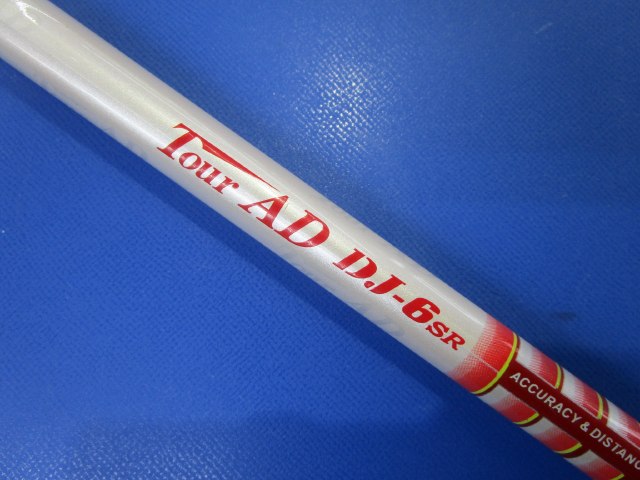 Tour AD DJ-6SR
ACCURACY & DISTANC